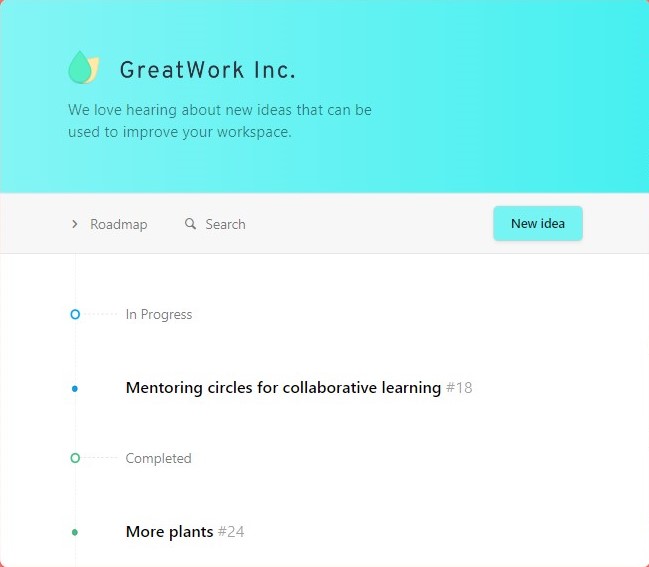 GreatWork Inc.
We love hearing about new ideas that can be
used to improve your workspace.
Roadmap Search New idea
In Progress
Mentoring circles for collaborative learning #18
Completed
More plants #24